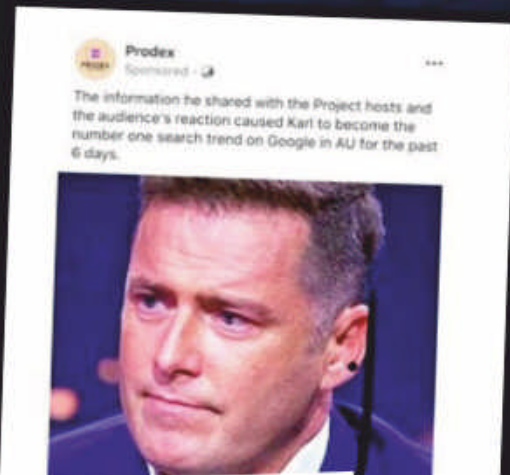 Prodex
Sponsored ·
The information he shared with the Project hosts and
the audience's reaction caused Karl to become the
number one search trend on Google in AU for the past
6 days.